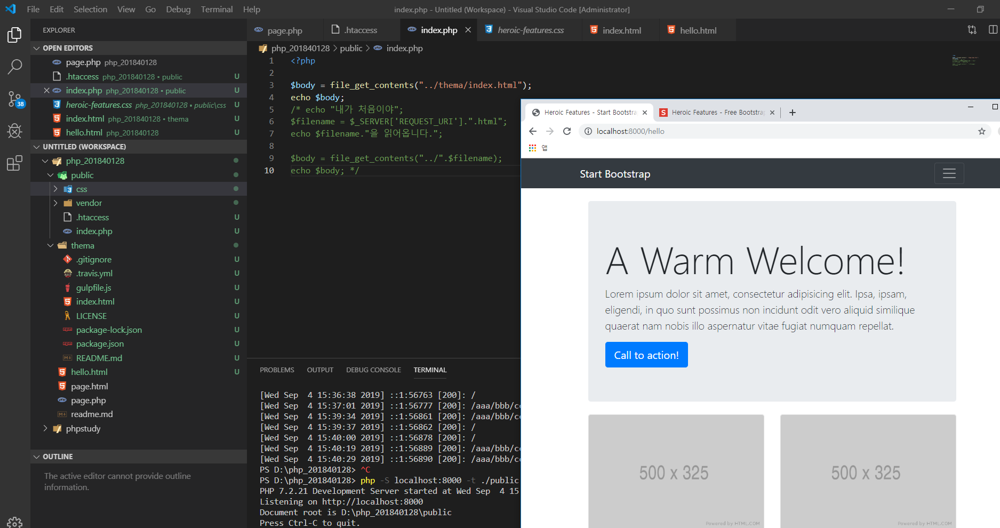 File Edit Selection View Go Debug Terminal Help
index.php - Untitled (Workspace) - Visual Studio Code [Administrator]
EXPLORER
OPEN EDITORS
page.php php_201840128
.htaccess php_201840128 • public U
index.php php_201840128 • public U
heroic-features.css php_201840128 • public\css U
index.html php_201840128 • thema U
hello.html php_201840128 U
UNTITLED (WORKSPACE)
php_201840128
public
css
vendor
.htaccess U
index.php U
thema
.gitignore U
.travis.yml U
gulpfile.js U
index.html U
LICENSE U
package-lock.json U
package.json U
README.md U
hello.html U
page.html
page.php
readme.md
phpstudy
OUTLINE
The active editor cannot provide outline
information.
38
page.php .htaccess index.php heroic-features.css index.html hello.html
php_201840128 > public > index.php
1 <?php
2
3 $body = file_get_contents("../thema/index.html");
4 echo $body;
5 /* echo "내가 처음이야";
6 $filename = $_SERVER['REQUEST_URI'].".html";
7 echo $filename."을 읽어옵니다.";
8
9 $body = file_get_contents("../".$filename);
10 echo $body; */
PROBLEMS OUTPUT DEBUG CONSOLE TERMINAL
[Wed Sep  4 15:36:38 2019] ::1:56763 [200]: /
[Wed Sep  4 15:37:01 2019] ::1:56777 [200]: /aaa/bbb/cc
[Wed Sep  4 15:39:34 2019] ::1:56861 [200]: /aaa/bbb/cc
[Wed Sep  4 15:39:37 2019] ::1:56862 [200]: /
[Wed Sep  4 15:40:00 2019] ::1:56878 [200]: /
[Wed Sep  4 15:40:19 2019] ::1:56889 [200]: /aaa/bbb/cc
[Wed Sep  4 15:40:29 2019] ::1:56890 [200]: /aaa/bbb/cc
PS D:\php_201840128> ^C
PS D:\php_201840128> php -S localhost:8000 -t ./public
PHP 7.2.21 Development Server started at Wed Sep  4 15
Listening on http://localhost:8000
Document root is D:\php_201840128\public
Press Ctrl-C to quit.
Heroic Features - Start Bootstra
Heroic Features - Free Bootstrap
localhost:8000/hello
앱
Start Bootstrap
A Warm Welcome!
Lorem ipsum dolor sit amet, consectetur adipisicing elit. Ipsa, ipsam,
eligendi, in quo sunt possimus non incidunt odit vero aliquid similique
quaerat nam nobis illo aspernatur vitae fugiat numquam repellat.
Call to action!
500 x 325
Powered by HTML.COM
500 x 325
Powered by HTML.COM